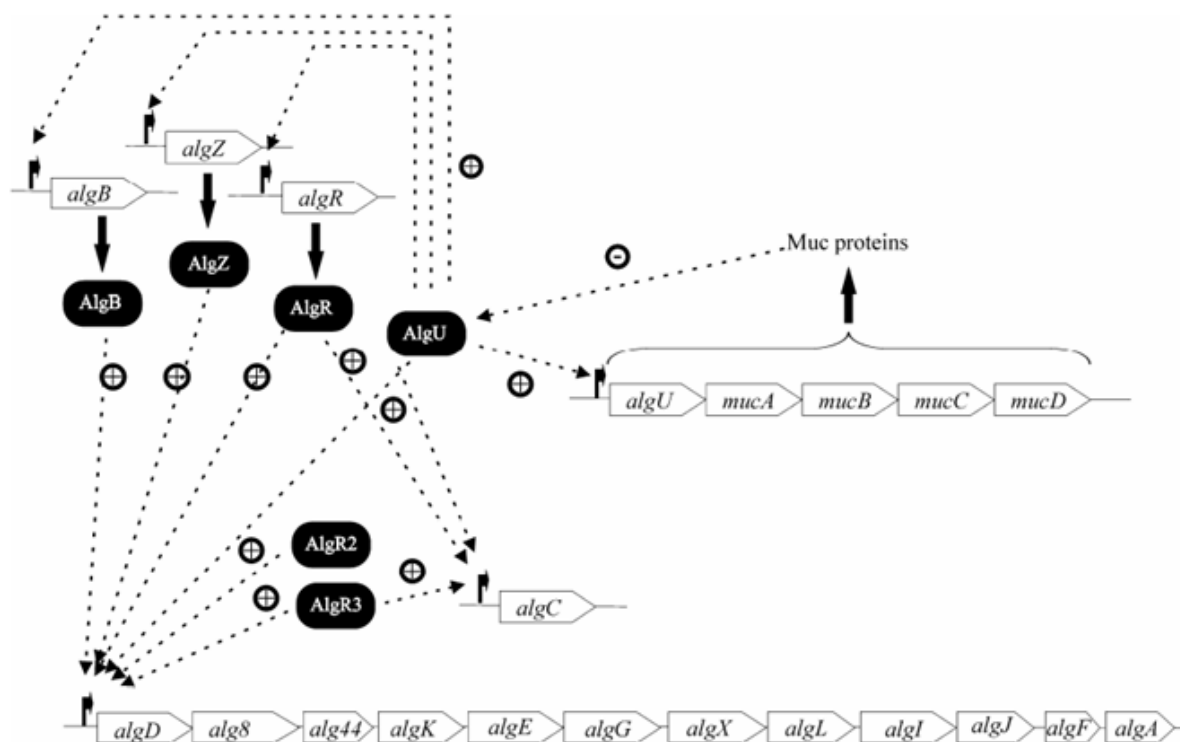 algZ
algB
algR
Muc proteins
AlgZ
AlgB
AlgR
AlgU
algU mucA mucB mucC mucD
AlgR2
AlgR3
algC
algD alg8 alg44 algK algE algG algX algL algI algJ algF algA